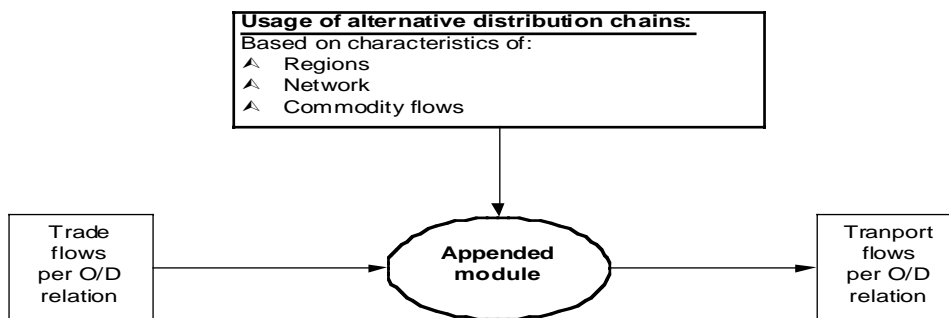 Usage of alternative distribution chains:
Based on characteristics of:
Regions
Network
Commodity flows
Trade
flows
per O/D
relation
Appended
module
Tranport
flows
per O/D
relation